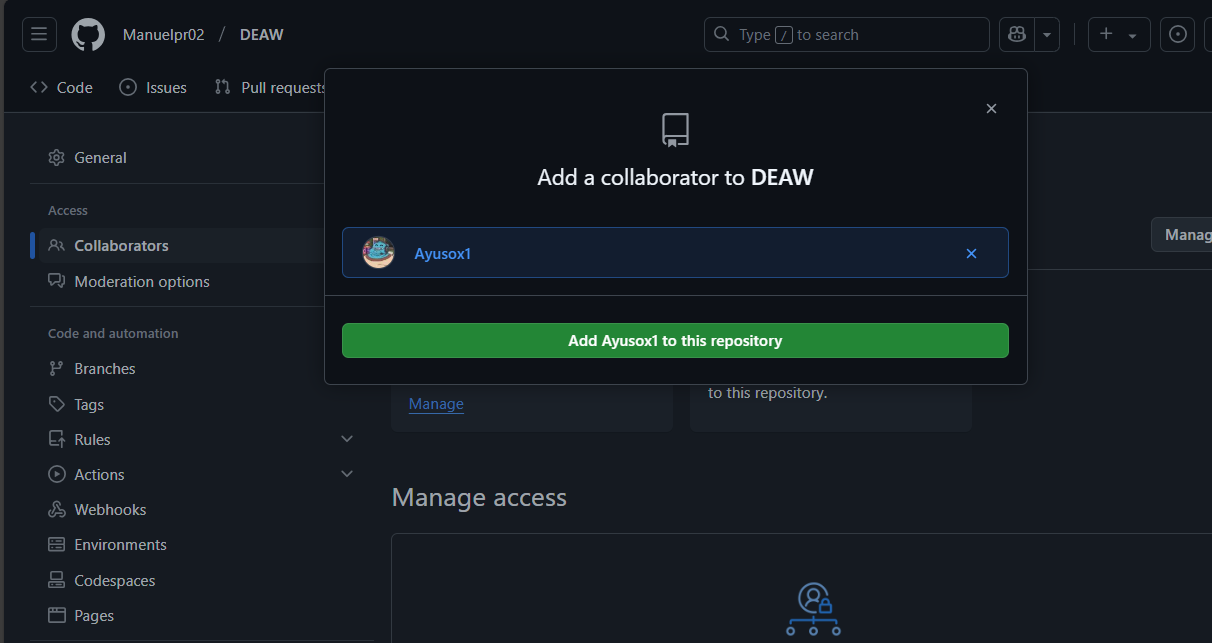 Manuelpr02 / DEAW
Type / to search
Code
Issues
Pull requests
Add a collaborator to DEAW
Ayusox1
Add Ayusox1 to this repository
General
Access
Collaborators
Moderation options
Code and automation
Branches
Tags
Rules
Actions
Webhooks
Environments
Codespaces
Pages
Manag
Manage
to this repository.
Manage access